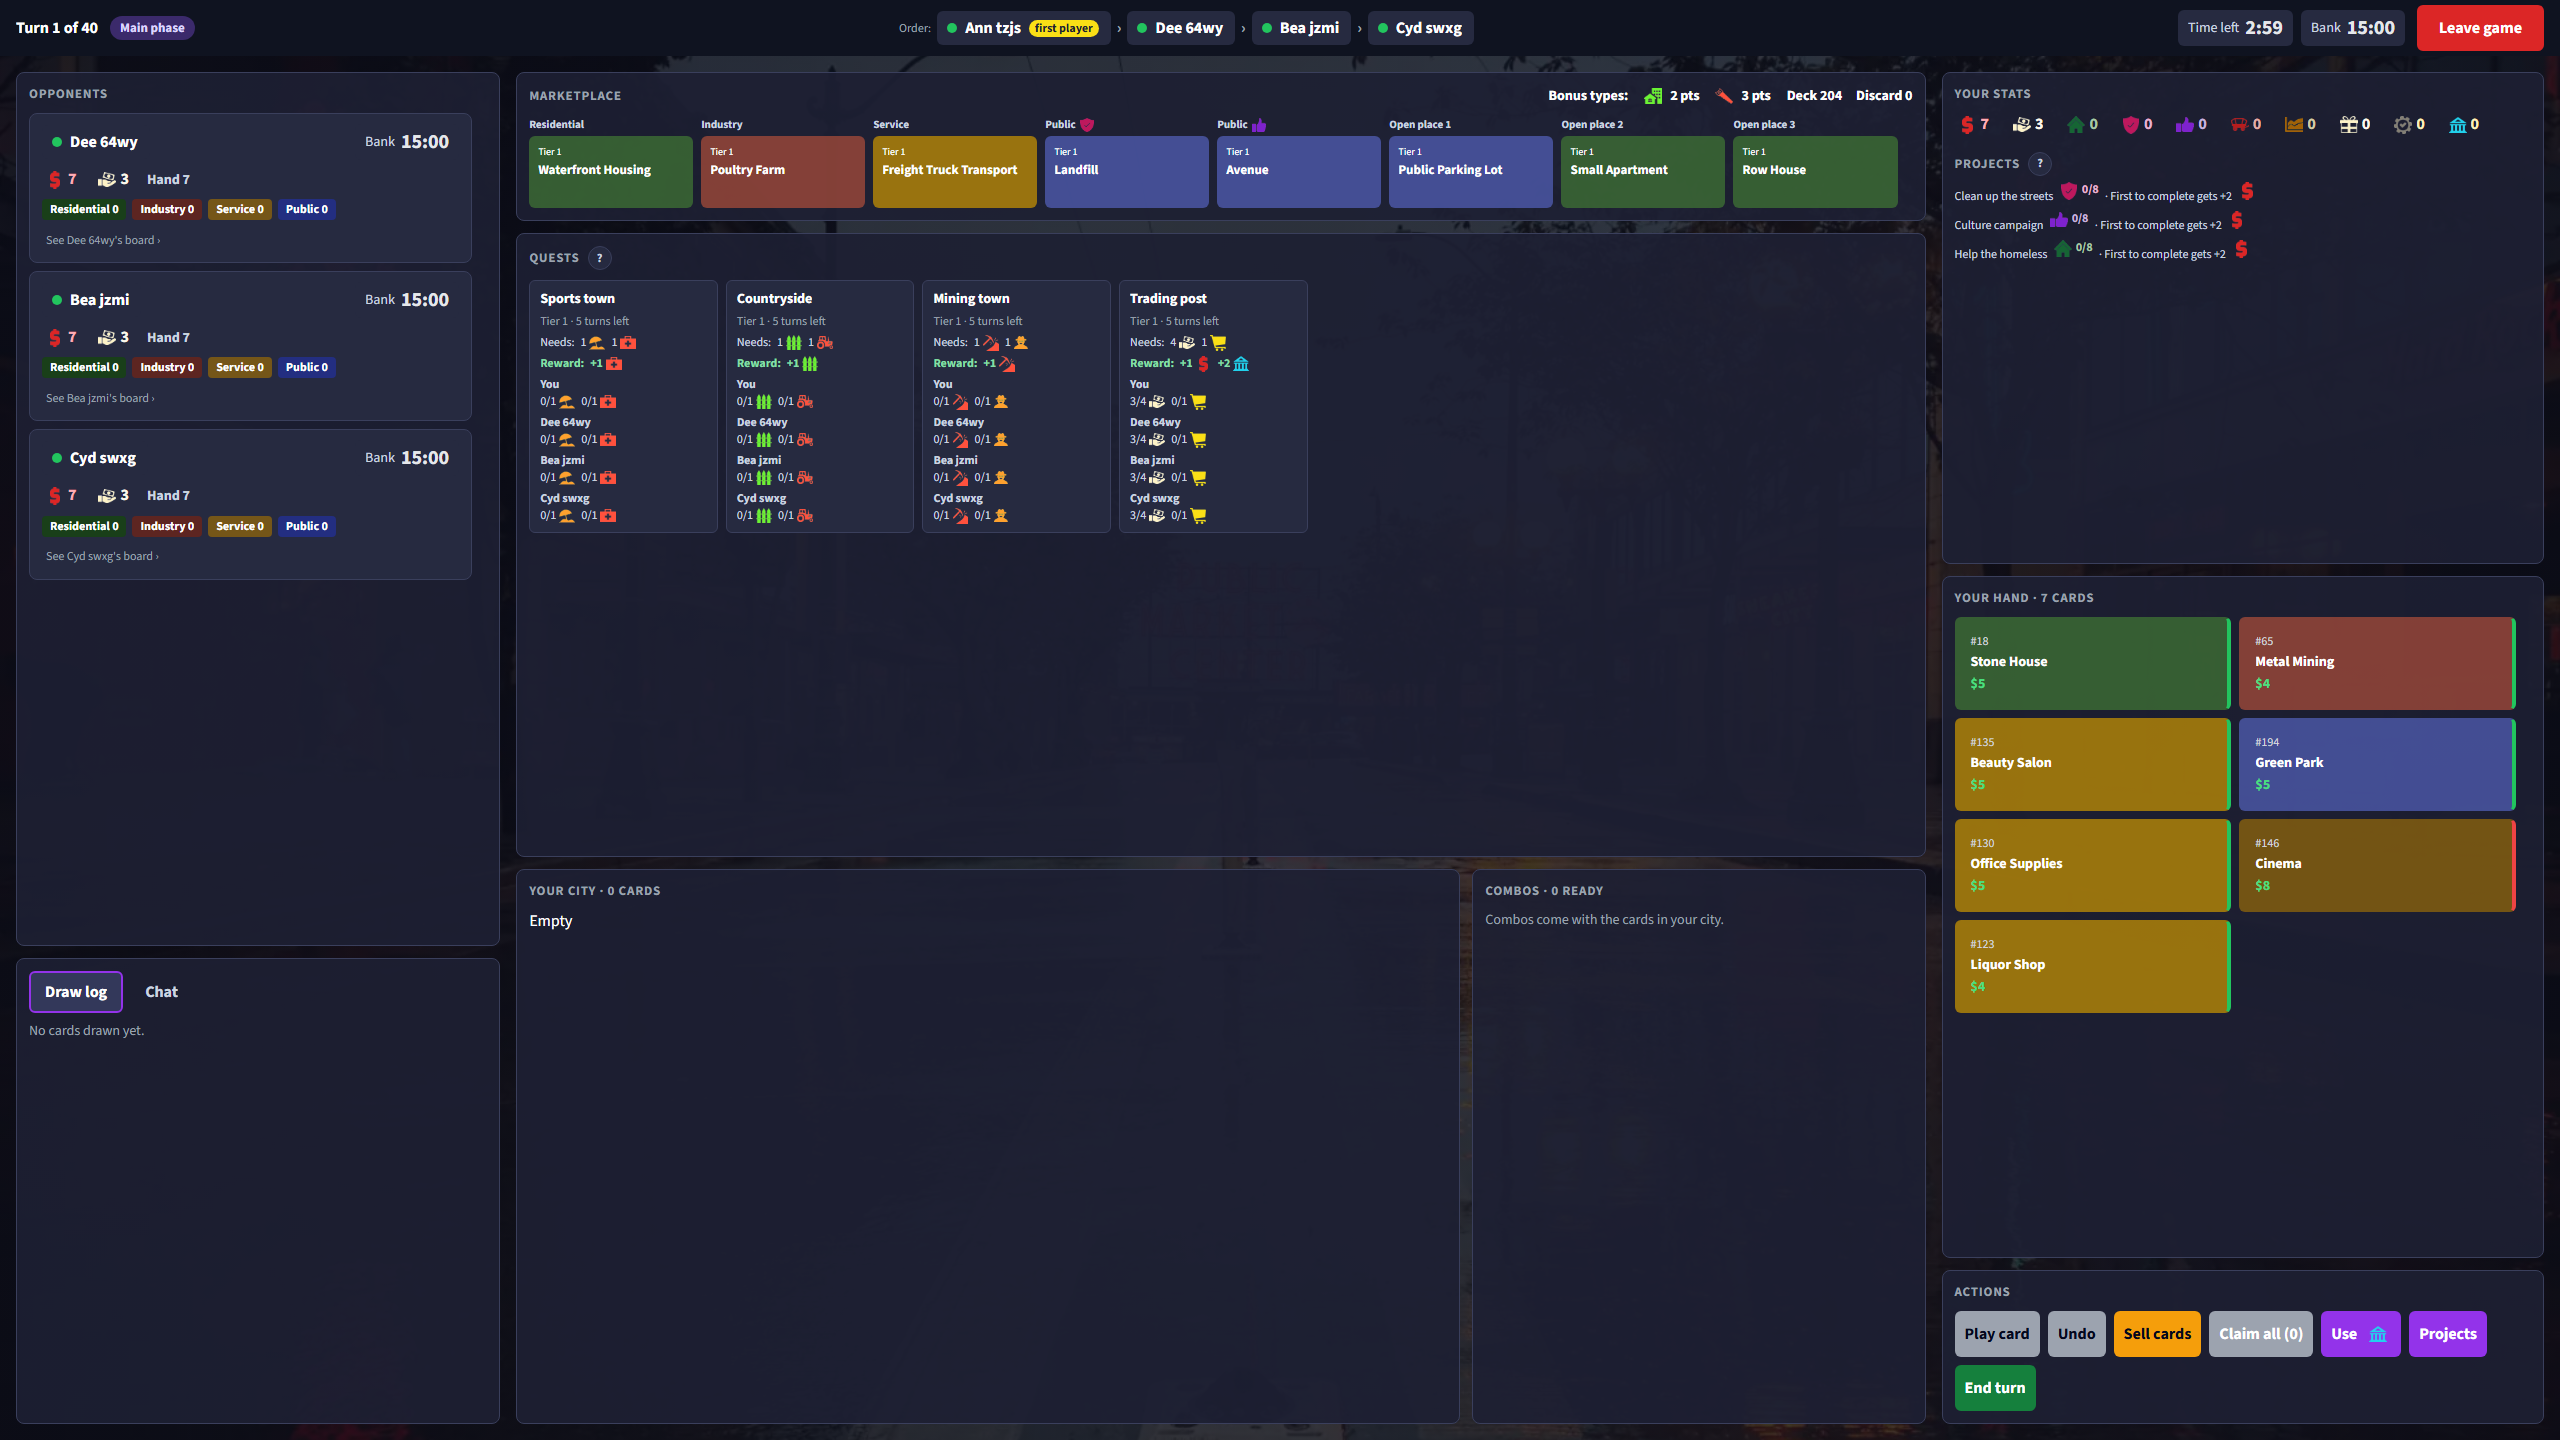 Turn 1 of 40 Main phase
Order: Ann tzjs first player › Dee 64wy › Bea jzmi › Cyd swxg
Time left 2:59 Bank 15:00 Leave game
OPPONENTS
Dee 64wy Bank 15:00
7 3 Hand 7
Residential 0 Industry 0 Service 0 Public 0
See Dee 64wy's board ›
Bea jzmi Bank 15:00
7 3 Hand 7
Residential 0 Industry 0 Service 0 Public 0
See Bea jzmi's board ›
Cyd swxg Bank 15:00
7 3 Hand 7
Residential 0 Industry 0 Service 0 Public 0
See Cyd swxg's board ›
Draw log Chat
No cards drawn yet.
MARKETPLACE
Bonus types: 2 pts 3 pts Deck 204 Discard 0
Residential Industry Service Public Public Open place 1 Open place 2 Open place 3
Tier 1 Tier 1 Tier 1 Tier 1 Tier 1 Tier 1 Tier 1 Tier 1
Waterfront Housing Poultry Farm Freight Truck Transport Landfill Avenue Public Parking Lot Small Apartment Row House
QUESTS ?
Sports town
Tier 1 · 5 turns left
Needs: 1 1
Reward: +1
You
0/1 0/1
Dee 64wy
0/1 0/1
Bea jzmi
0/1 0/1
Cyd swxg
0/1 0/1
Countryside
Tier 1 · 5 turns left
Needs: 1 1
Reward: +1
You
0/1 0/1
Dee 64wy
0/1 0/1
Bea jzmi
0/1 0/1
Cyd swxg
0/1 0/1
Mining town
Tier 1 · 5 turns left
Needs: 1 1
Reward: +1
You
0/1 0/1
Dee 64wy
0/1 0/1
Bea jzmi
0/1 0/1
Cyd swxg
0/1 0/1
Trading post
Tier 1 · 5 turns left
Needs: 4 1
Reward: +1 +2
You
3/4 0/1
Dee 64wy
3/4 0/1
Bea jzmi
3/4 0/1
Cyd swxg
3/4 0/1
YOUR CITY · 0 CARDS
Empty
COMBOS · 0 READY
Combos come with the cards in your city.
YOUR STATS
7 3 0 0 0 0 0 0 0 0
PROJECTS ?
Clean up the streets 0/8 · First to complete gets +2
Culture campaign 0/8 · First to complete gets +2
Help the homeless 0/8 · First to complete gets +2
YOUR HAND · 7 CARDS
#18
Stone House
$5
#65
Metal Mining
$4
#135
Beauty Salon
$5
#194
Green Park
$5
#130
Office Supplies
$5
#146
Cinema
$8
#123
Liquor Shop
$4
ACTIONS
Play card Undo Sell cards Claim all (0) Use Projects
End turn